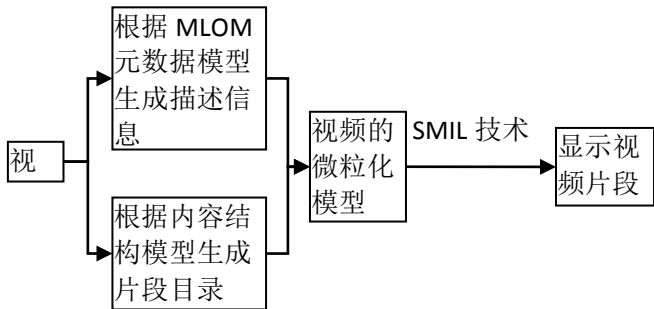 根据 MLOM
元数据模型
生成描述信
息
视
视频的
微粒化
模型
SMIL 技术
显示视
频片段
根据内容结
构模型生成
片段目录